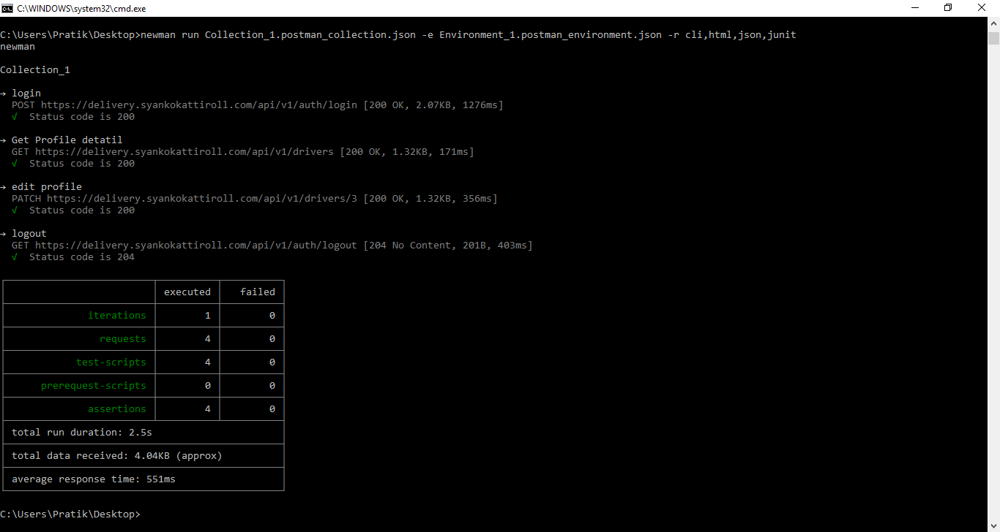 C:\WINDOWS\system32\cmd.exe
C:\Users\Pratik\Desktop>newman run Collection_1.postman_collection.json -e Environment_1.postman_environment.json -r cli,html,json,junit
newman
Collection_1
→ login
POST https://delivery.syankokattiroll.com/api/v1/auth/login [200 OK, 2.07KB, 1276ms]
√ Status code is 200
→ Get Profile detatil
GET https://delivery.syankokattiroll.com/api/v1/drivers [200 OK, 1.32KB, 171ms]
√ Status code is 200
→ edit profile
PATCH https://delivery.syankokattiroll.com/api/v1/drivers/3 [200 OK, 1.32KB, 356ms]
√ Status code is 200
→ logout
GET https://delivery.syankokattiroll.com/api/v1/auth/logout [204 No Content, 201B, 403ms]
√ Status code is 204
executed failed
iterations 1 0
requests 4 0
test-scripts 4 0
prerequest-scripts 0 0
assertions 4 0
total run duration: 2.5s
total data received: 4.04KB (approx)
average response time: 551ms
C:\Users\Pratik\Desktop>